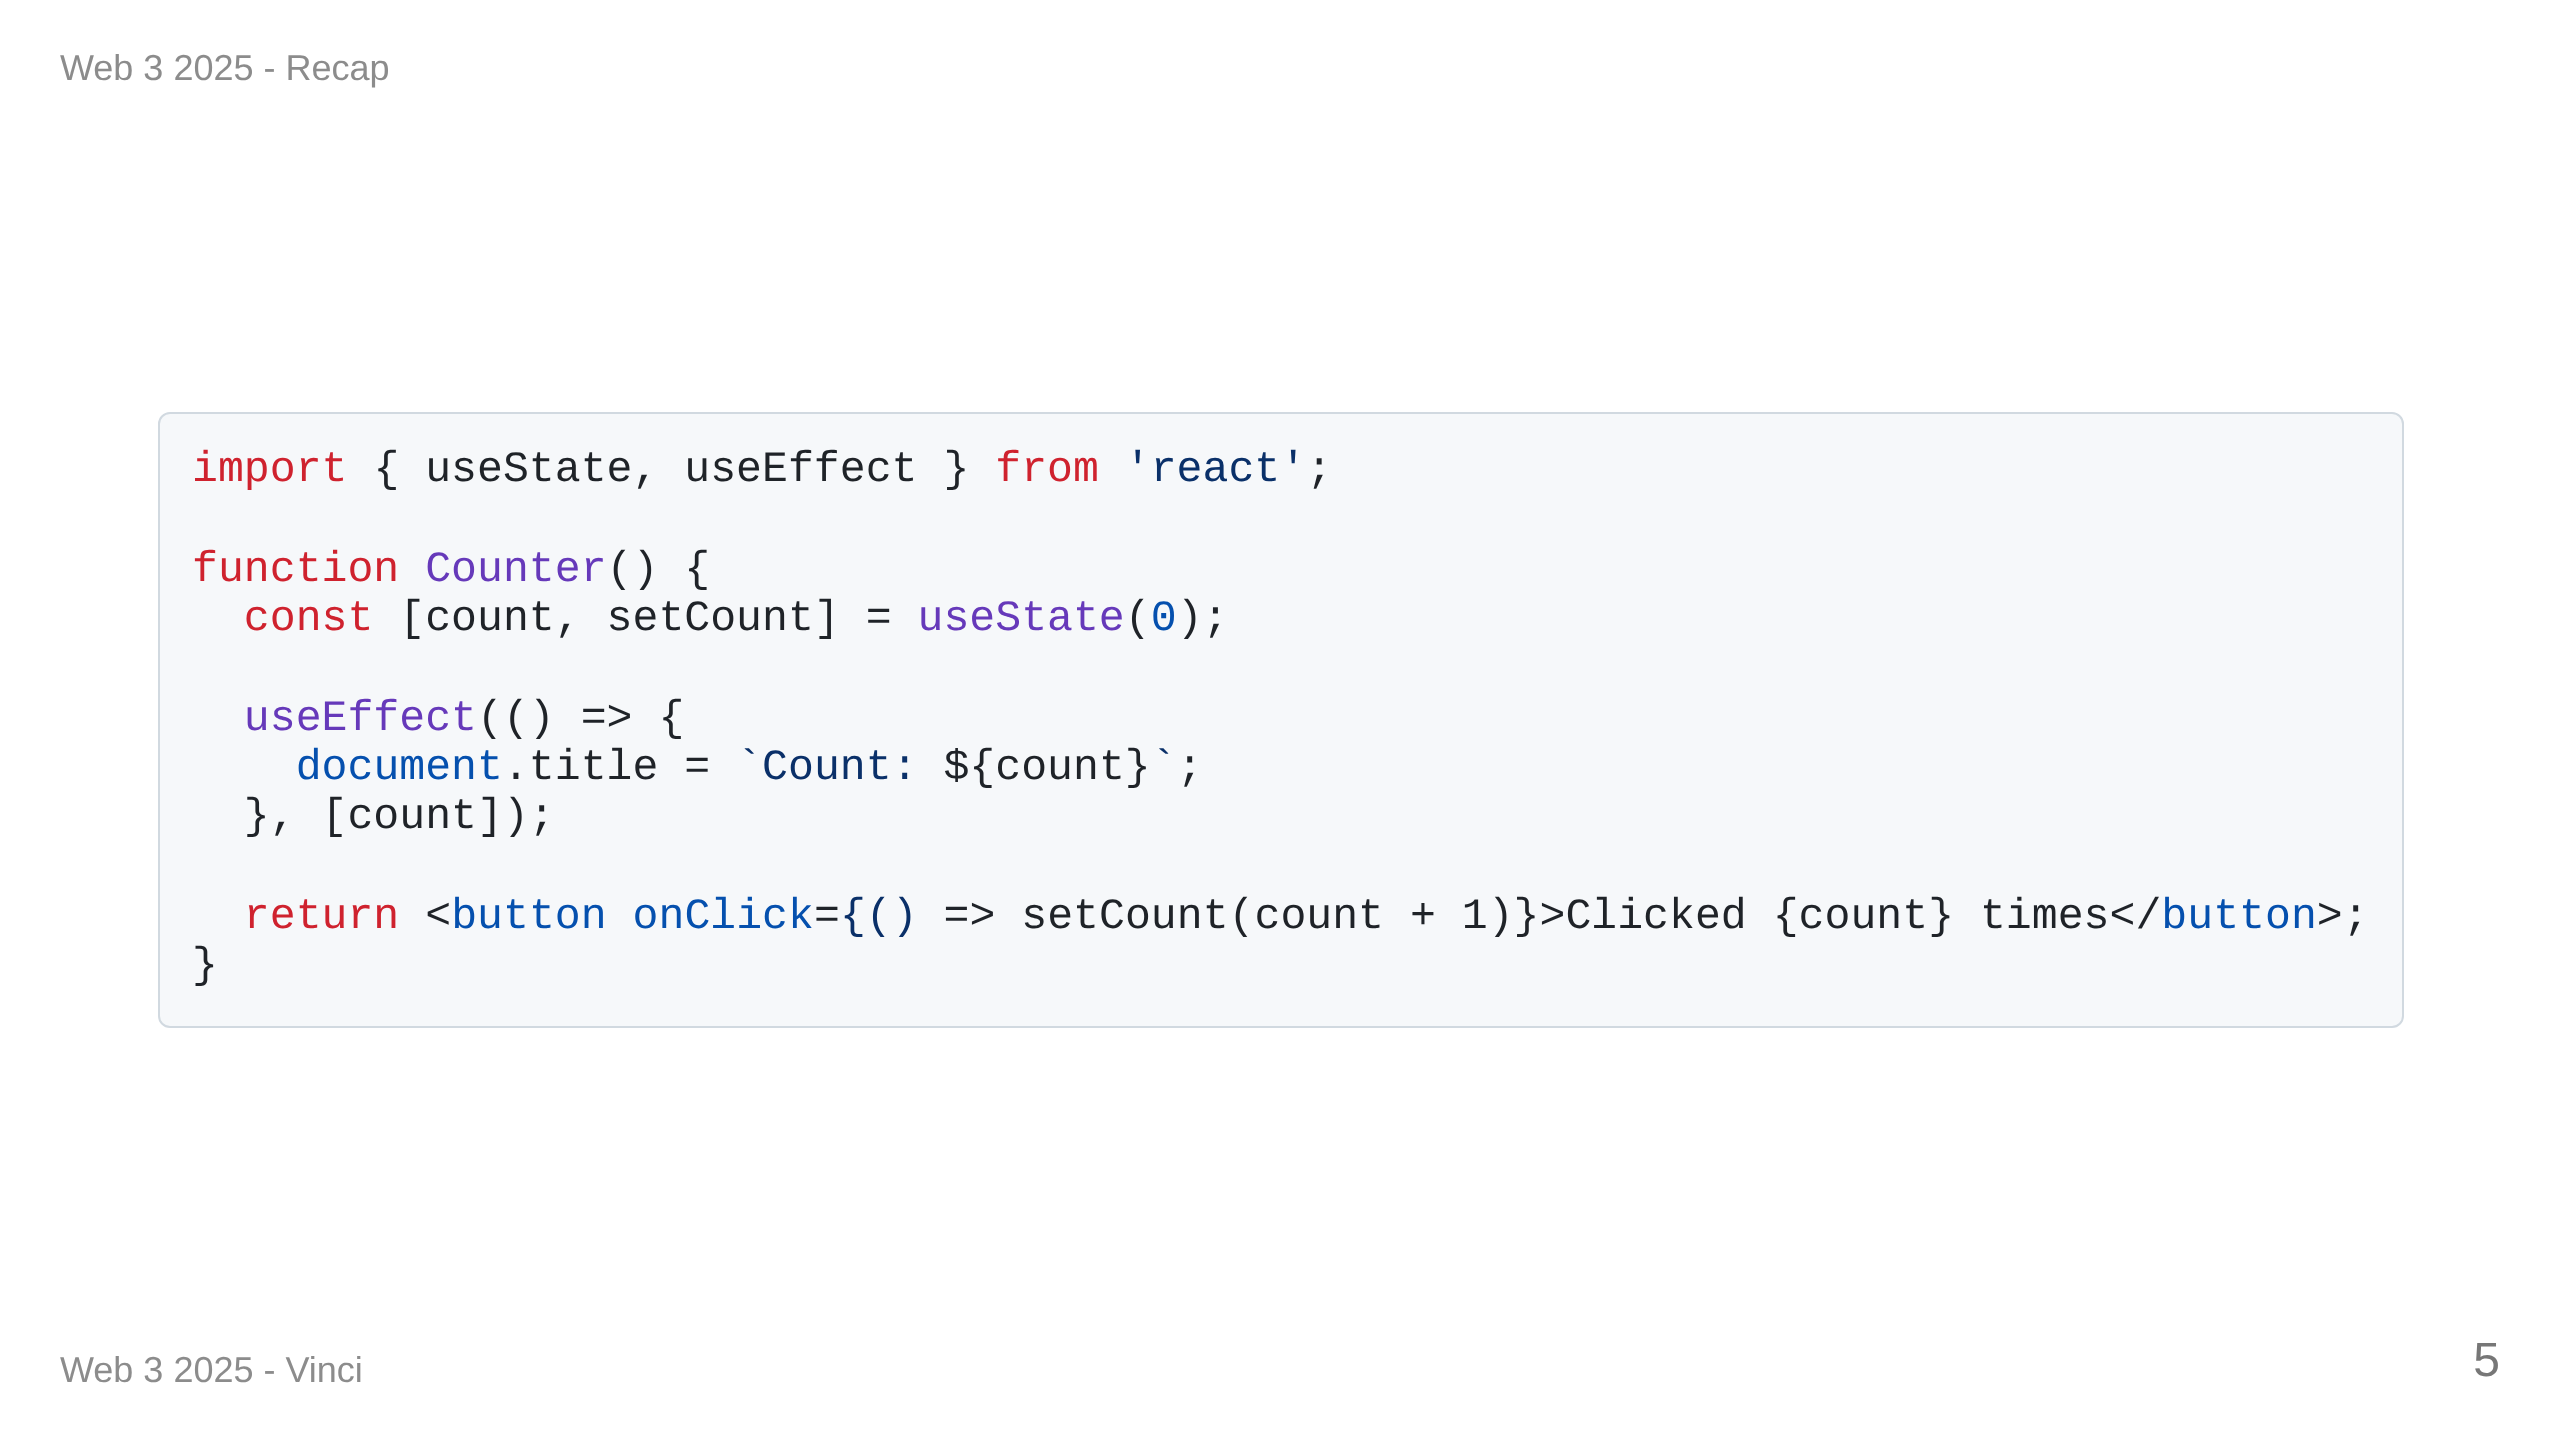 Web 3 2025 - Recap
import { useState, useEffect } from 'react';
function Counter() {
  const [count, setCount] = useState(0);
  useEffect(() => {
    document.title = `Count: ${count}`;
  }, [count]);
  return <button onClick={() => setCount(count + 1)}>Clicked {count} times</button>;
}
Web 3 2025 - Vinci
5